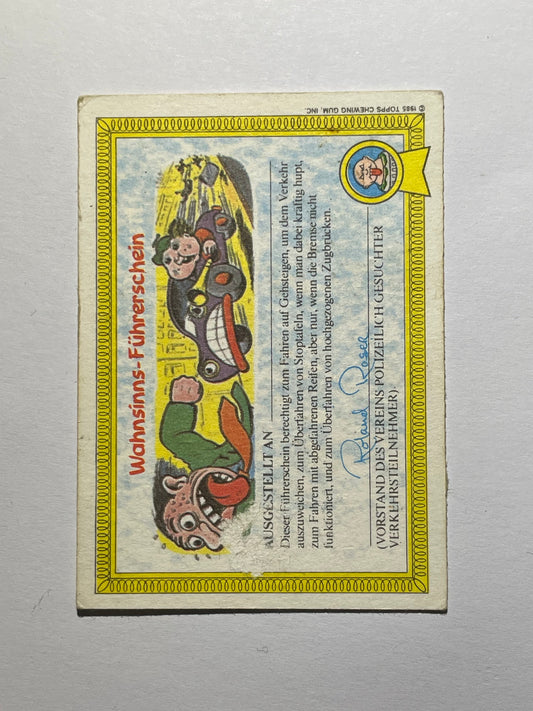 Wahnsinns-Führerschein
AUSGESTELLT AN
Dieser Führerschein berechtigt zum Fahren auf Gehsteigen, um dem Verkehr
auszuweichen, zum Überfahren von Stoptafeln, wenn man dabei kräftig hupt,
zum Fahren mit abgefahrenen Reifen, aber nur, wenn die Bremse nicht
funktioniert, und zum Überfahren von hochgezogenen Zugbrücken.
Roland Raser
(VORSTAND DES VEREINS POLIZEILICH GESUCHTER
VERKEHRSTEILNEHMER)
© 1985 TOPPS CHEWING GUM, INC.